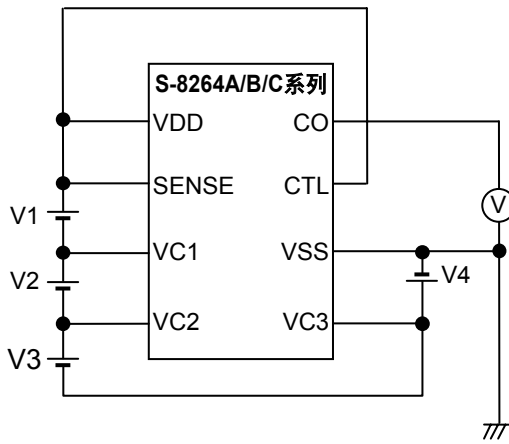 S-8264A/B/C系列
VDD
CO
SENSE
CTL
V
V1
VC1
VSS
V4
V2
VC2
VC3
V3